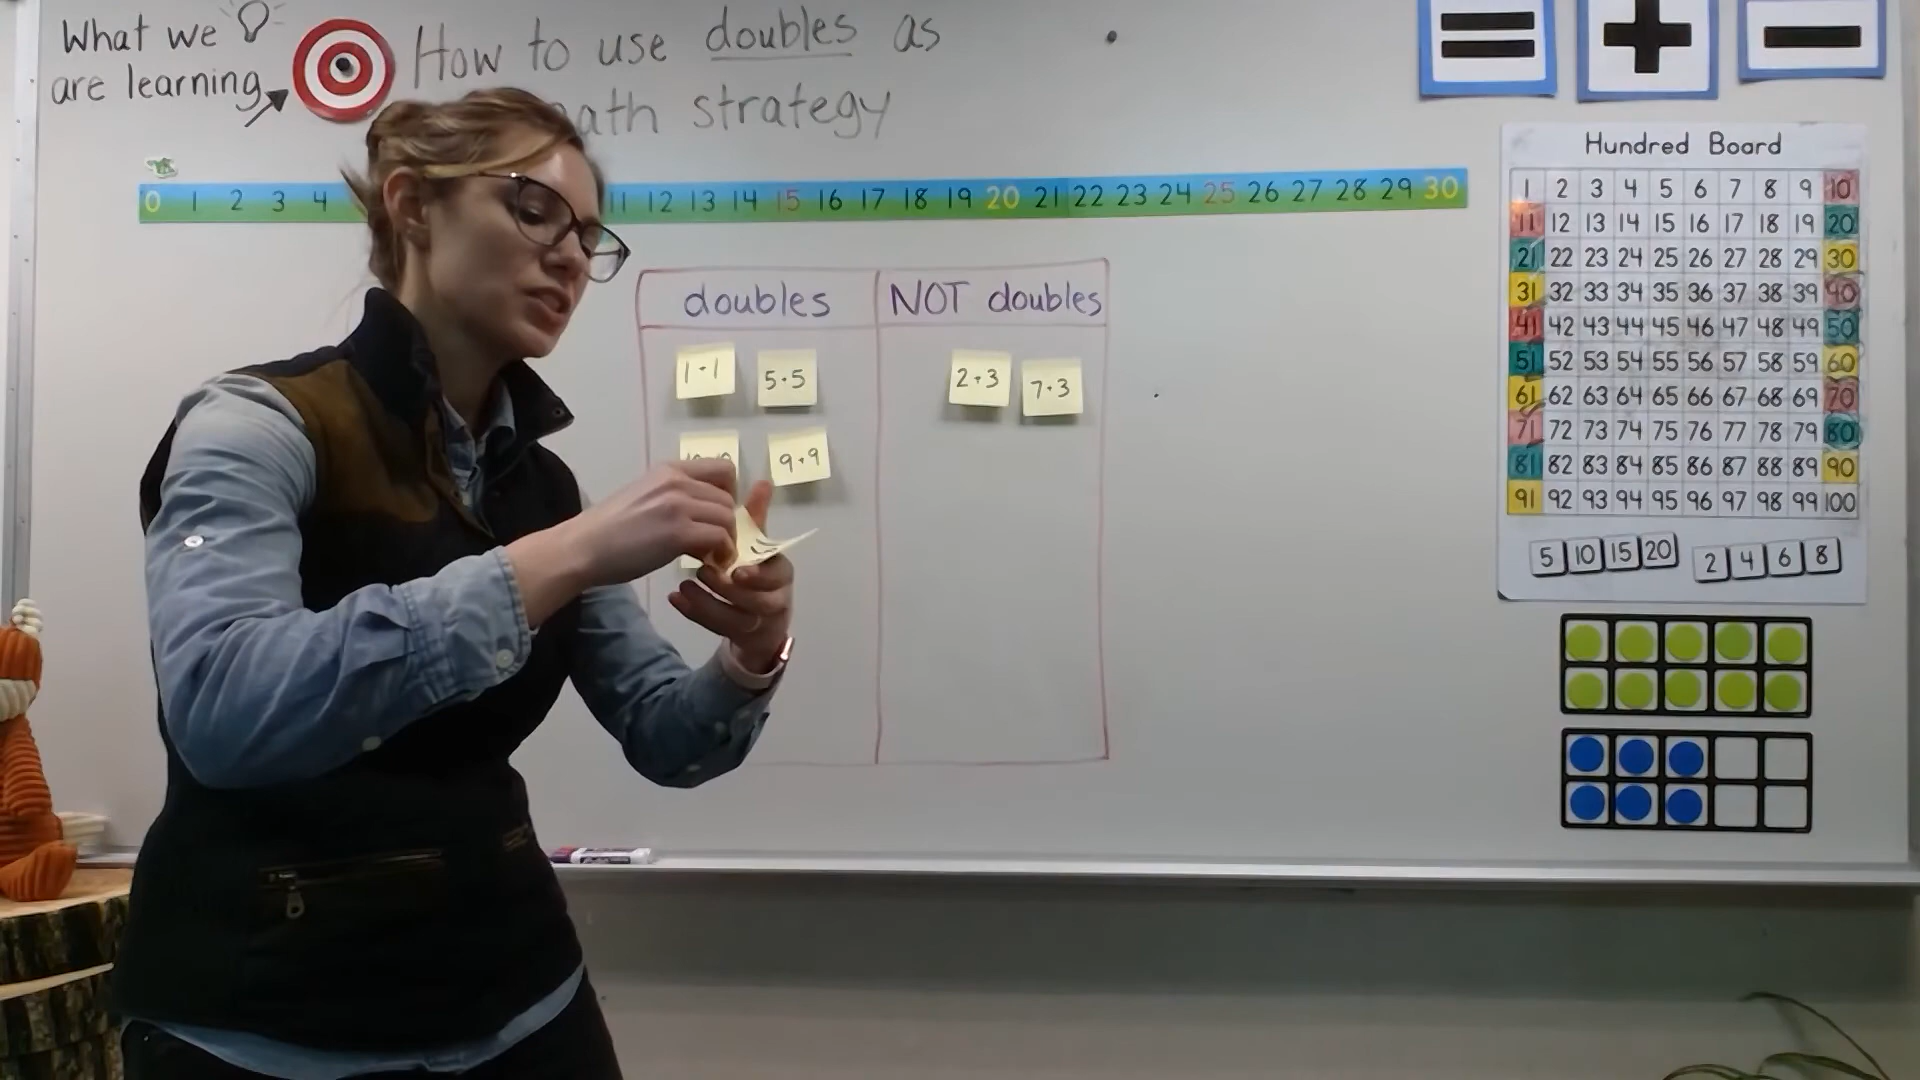 What we
are learning
How to use doubles as
ath strategy
0 1 2 3 4 11 12 13 14 15 16 17 18 19 20 21 22 23 24 25 26 27 28 29 30
doubles NOT doubles
1+1 5+5 2+3 7+3
9+9
= + −
Hundred Board
1 2 3 4 5 6 7 8 9 10
11 12 13 14 15 16 17 18 19 20
21 22 23 24 25 26 27 28 29 30
31 32 33 34 35 36 37 38 39 40
41 42 43 44 45 46 47 48 49 50
51 52 53 54 55 56 57 58 59 60
61 62 63 64 65 66 67 68 69 70
71 72 73 74 75 76 77 78 79 80
81 82 83 84 85 86 87 88 89 90
91 92 93 94 95 96 97 98 99 100
5 10 15 20 2 4 6 8